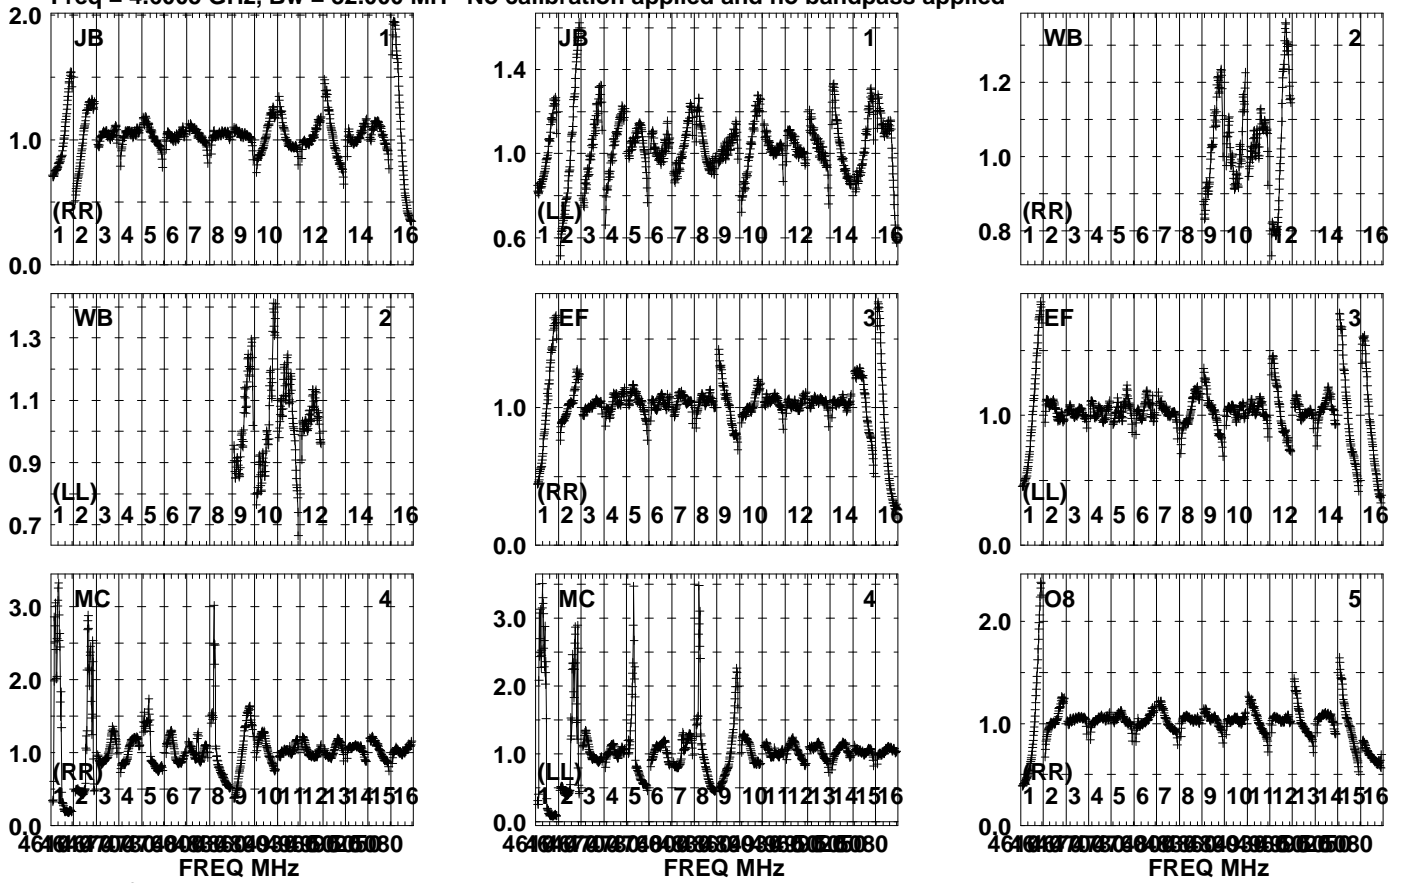 No calibration applied and no bandpass applied
2.0 JB 1 JB 1 WB 2
1.4 1.2
1.0 1.0 1.0
(RR) (LL) (RR)
0.6 0.8
1 2 3 4 5 6 7 8 9 10 12 14 16 1 2 3 4 5 6 7 8 9 10 12 14 16 1 2 3 4 5 6 7 8 9 10 12 14 16
0.0
WB 2 EF 3 EF 3
1.3
1.1 1.0 1.0
0.9
(LL) (RR) (LL)
1 2 3 4 5 6 7 8 9 10 12 14 16 1 2 3 4 5 6 7 8 9 10 12 14 16 1 2 3 4 5 6 7 8 9 10 12 14 16
0.7 0.0 0.0
MC 4 MC 4 O8 5
3.0 3.0 2.0
2.0 2.0
1.0 1.0 1.0
(RR) (LL) (RR)
1 2 3 4 5 6 7 8 9 10 11 12 13 14 15 16 1 2 3 4 5 6 7 8 9 10 11 12 13 14 15 16 1 2 3 4 5 6 7 8 9 10 11 12 13 14 15 16
0.0 0.0 0.0
FREQ MHz FREQ MHz FREQ MHz